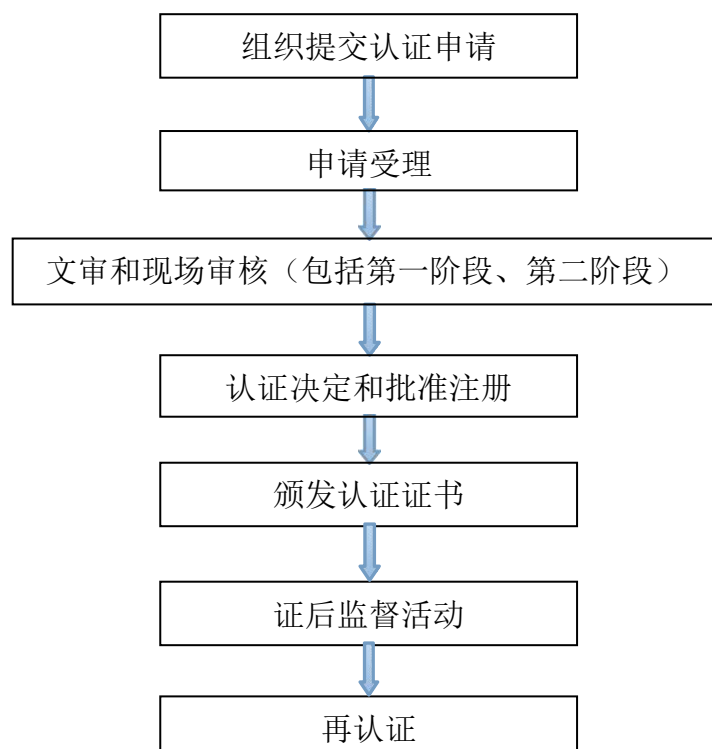 组织提交认证申请
申请受理
文审和现场审核（包括第一阶段、第二阶段）
认证决定和批准注册
颁发认证证书
证后监督活动
再认证